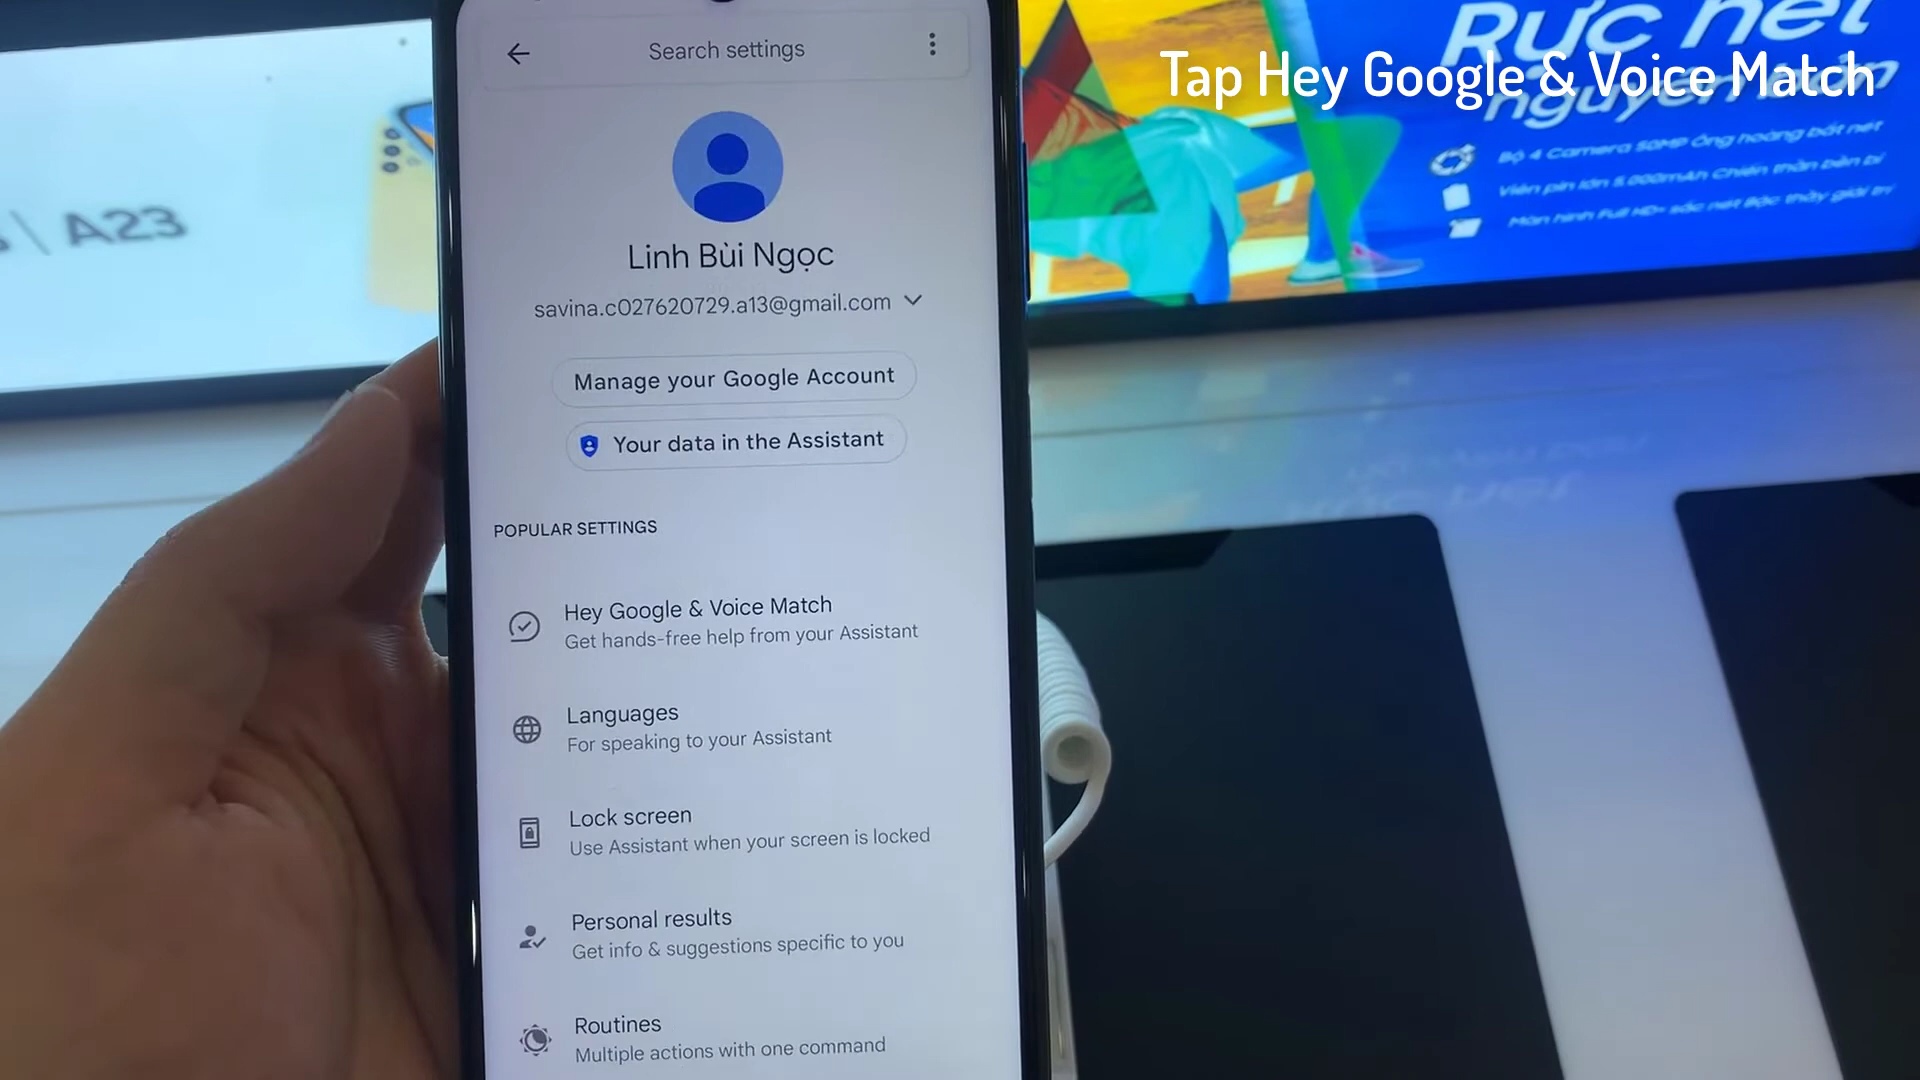 Tap Hey Google & Voice Match
Search settings
Linh Bùi Ngọc
savina.c027620729.a13@gmail.com
Manage your Google Account
Your data in the Assistant
POPULAR SETTINGS
Hey Google & Voice Match
Get hands-free help from your Assistant
Languages
For speaking to your Assistant
Lock screen
Use Assistant when your screen is locked
Personal results
Get info & suggestions specific to you
Routines
Multiple actions with one command
A23
Rực nét
Bộ 4 Camera 50MP Ông hoàng bắt nét
Viên pin lớn 5.000mAh Chiến thần bền bỉ
Màn hình Full HD+ sắc nét Bậc thầy giải trí